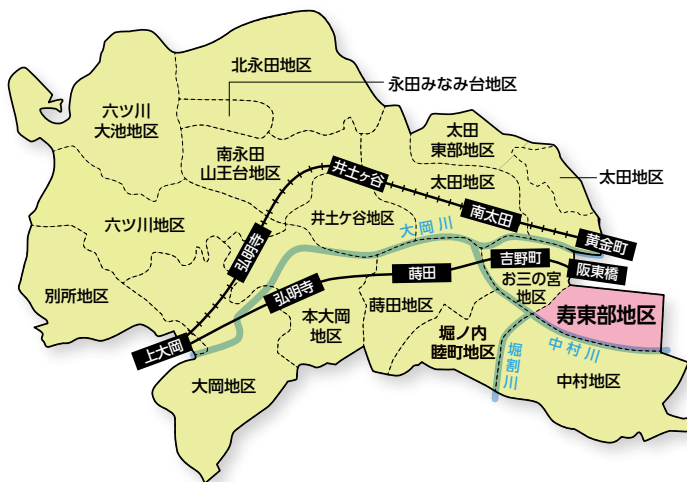 北永田地区
永田みなみ台地区
六ツ川
大池地区
太田
東部地区
南永田
山王台地区
井土ヶ谷
太田地区
太田地区
六ツ川地区
井土ケ谷地区
大岡川
南太田
黄金町
弘明寺
吉野町
阪東橋
別所地区
弘明寺
蒔田
お三の宮
地区
本大岡
地区
蒔田地区
寿東部地区
上大岡
堀ノ内
睦町地区
中村川
堀割川
大岡地区
中村地区